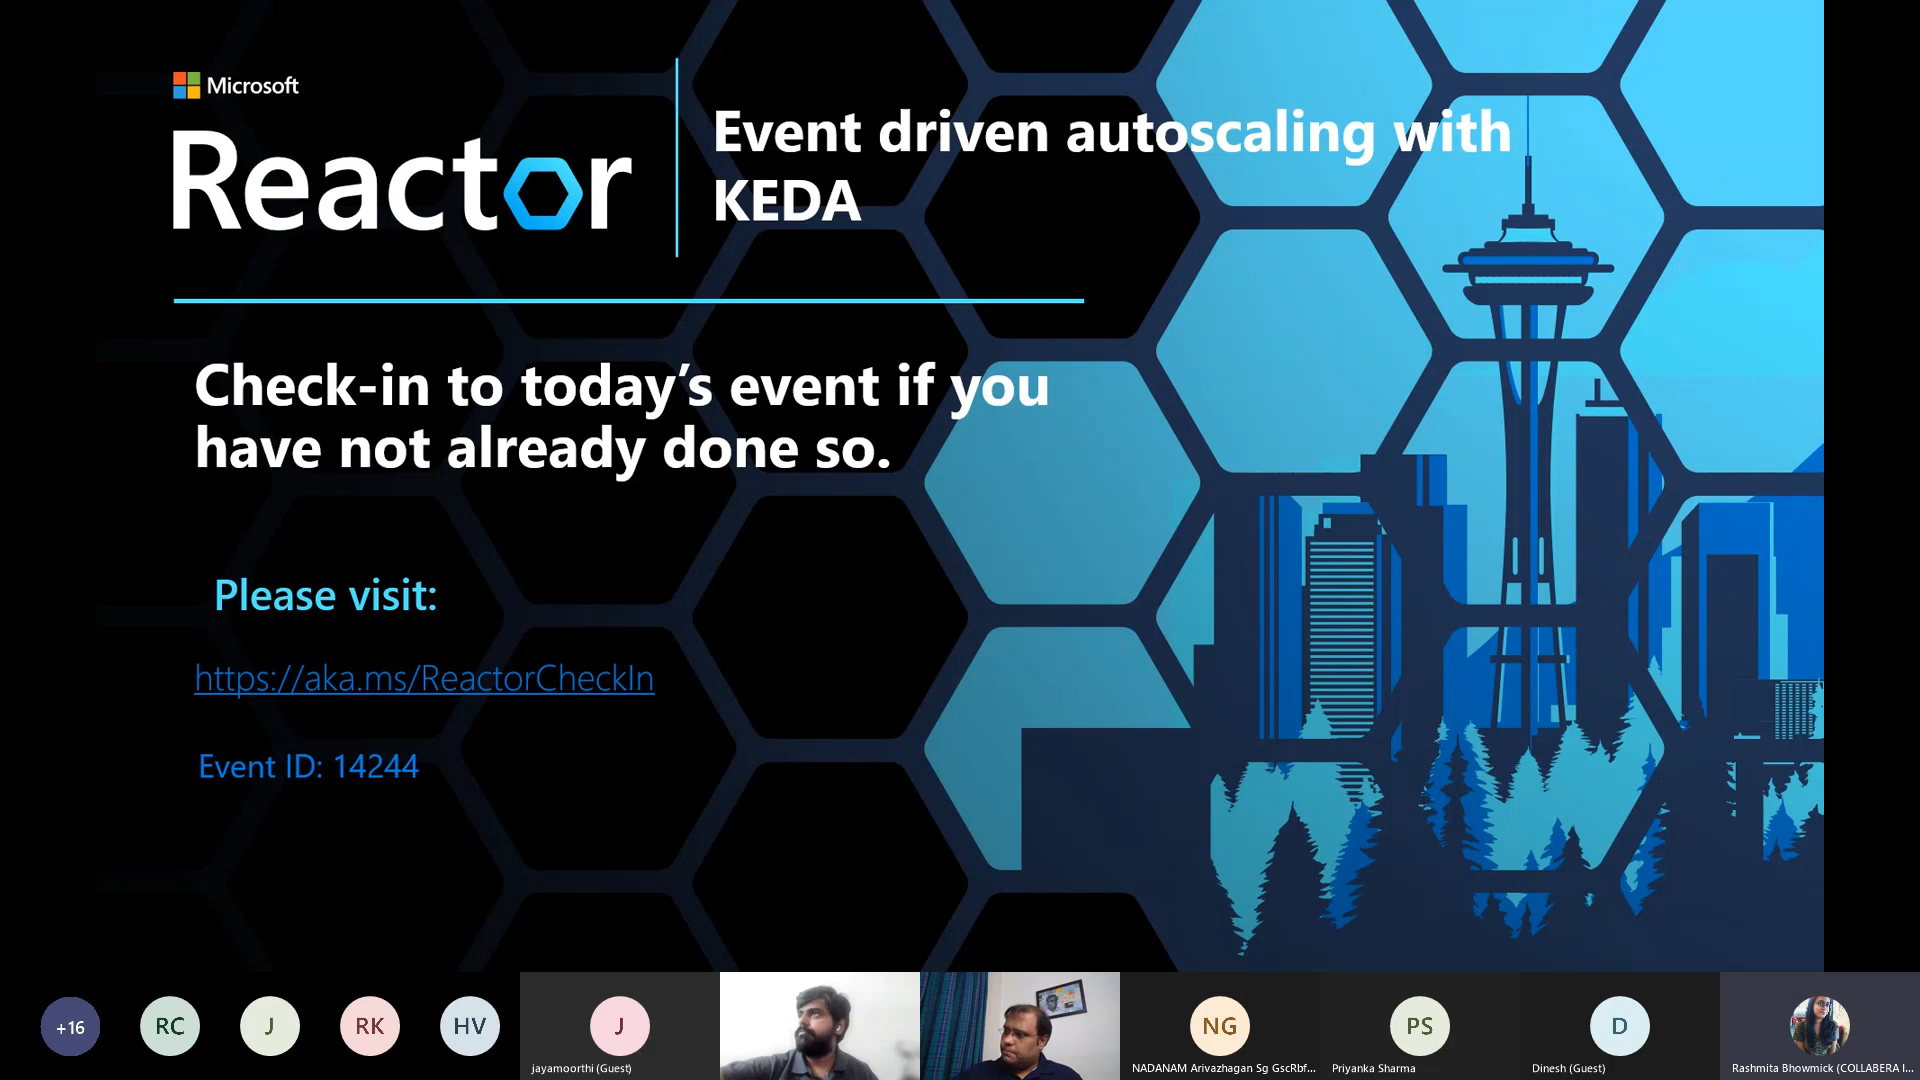 Microsoft
Reactor
Event driven autoscaling with
KEDA
Check-in to today’s event if you
have not already done so.
Please visit:
https://aka.ms/ReactorCheckIn
Event ID: 14244
+16
RC
J
RK
HV
J
jayamoorthi (Guest)
NG
NADANAM Arivazhagan Sg GscRbf...
PS
Priyanka Sharma
D
Dinesh (Guest)
Rashmita Bhowmick (COLLABERA I...